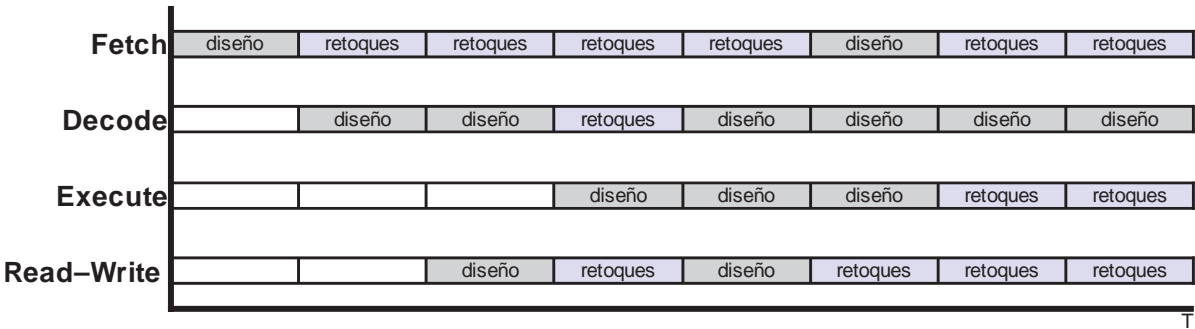 Fetch diseño retoques retoques retoques retoques diseño retoques retoques
Decode diseño diseño retoques diseño diseño diseño diseño
Execute diseño diseño diseño retoques retoques
Read–Write diseño retoques diseño retoques retoques retoques
T